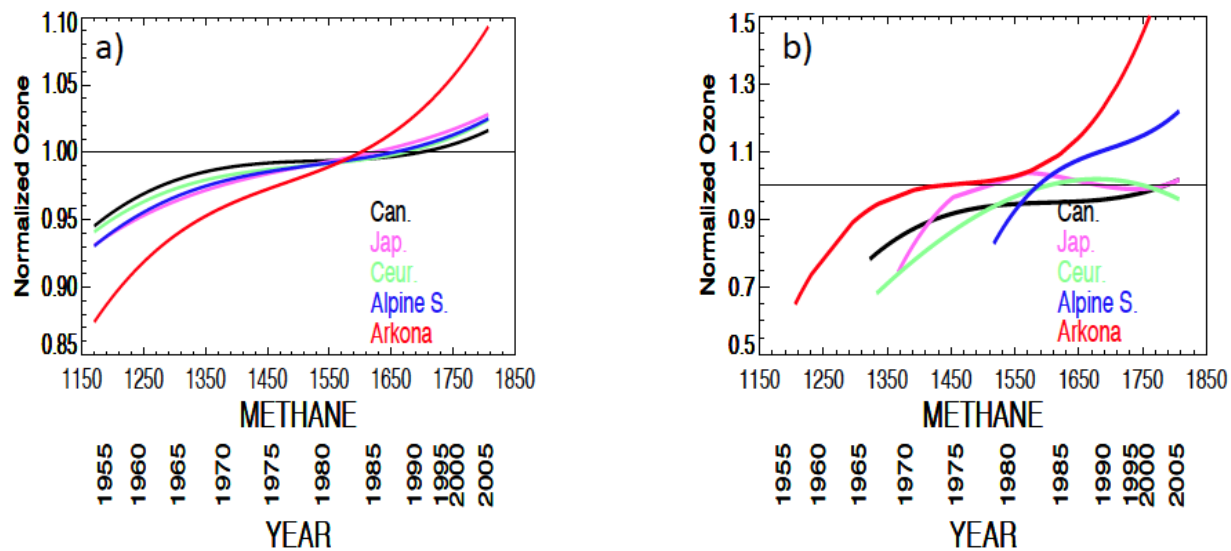 a)
Normalized Ozone
1.10
1.05
1.00
0.95
0.90
0.85
Can.
Jap.
Ceur.
Alpine S.
Arkona
1150 1250 1350 1450 1550 1650 1750 1850
METHANE
1955 1960 1965 1970 1975 1980 1985 1990 1995 2000 2005
YEAR
b)
Normalized Ozone
1.5
1.3
1.1
0.9
0.7
0.5
Can.
Jap.
Ceur.
Alpine S.
Arkona
1150 1250 1350 1450 1550 1650 1750 1850
METHANE
1955 1960 1965 1970 1975 1980 1985 1990 1995 2000 2005
YEAR